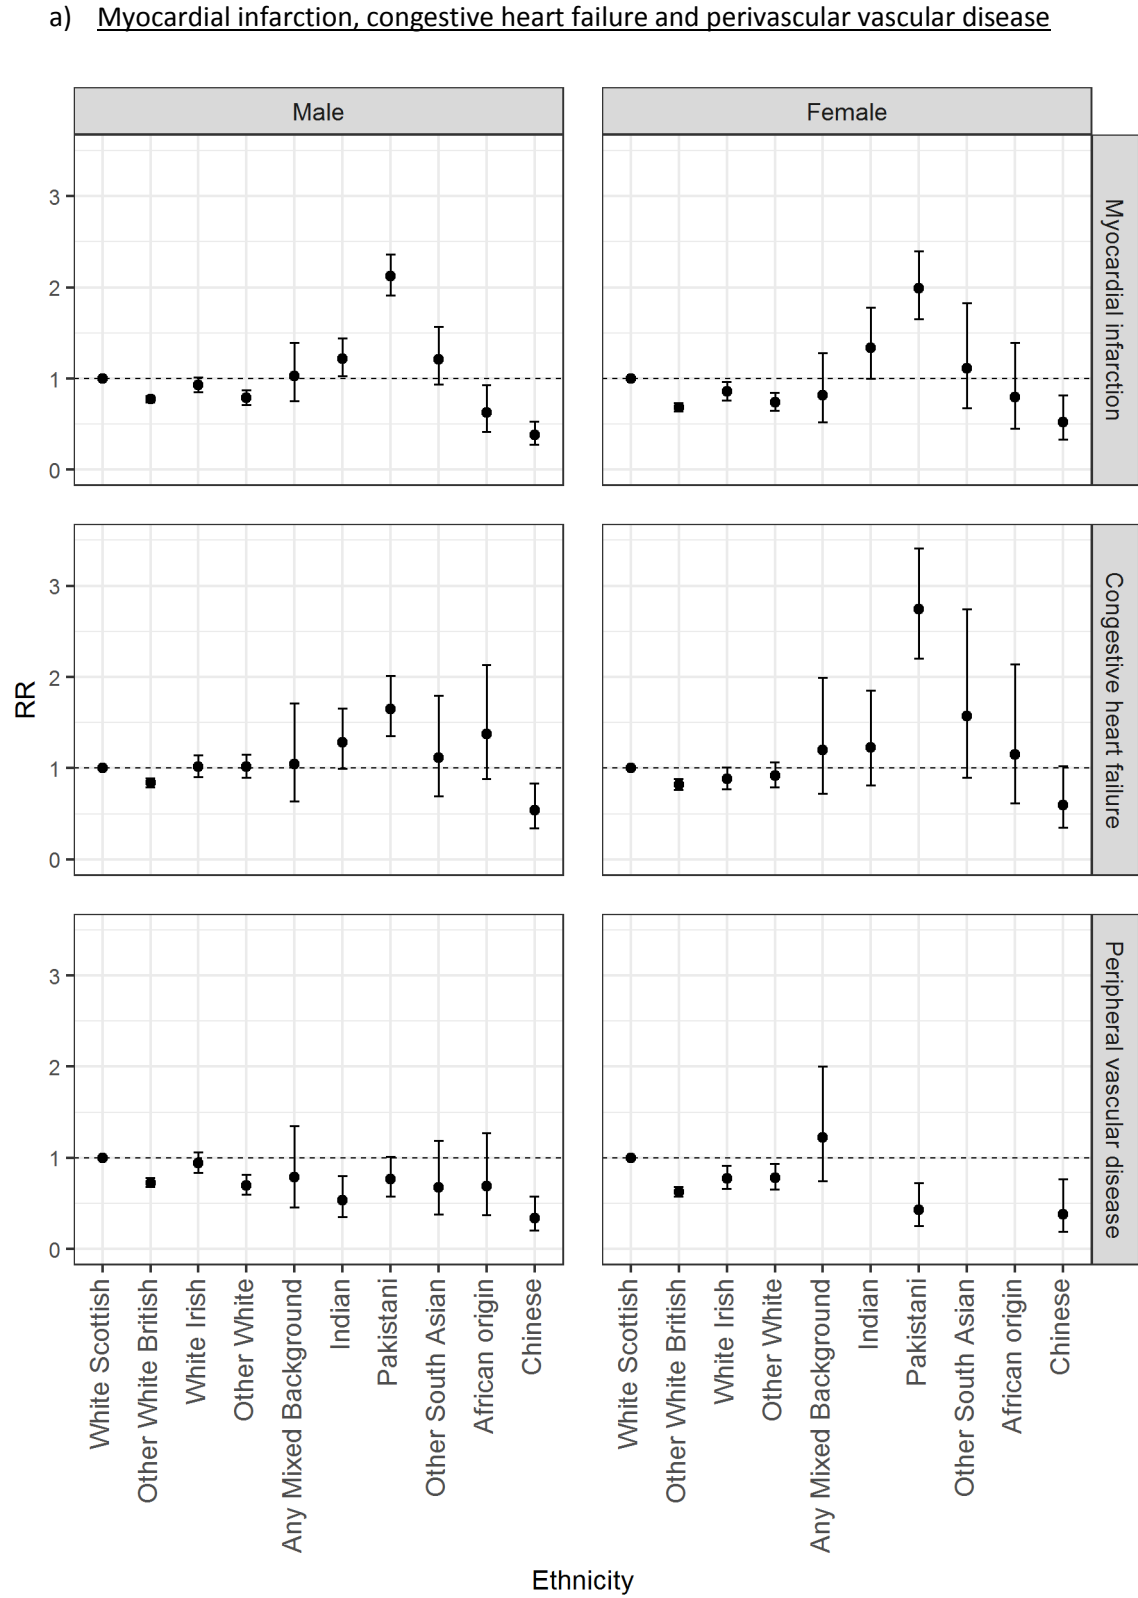 a) Myocardial infarction, congestive heart failure and perivascular vascular disease
Male
Female
3
2
1
0
Myocardial infarction
3
2
1
0
Congestive heart failure
RR
3
2
1
0
Peripheral vascular disease
White Scottish
Other White British
White Irish
Other White
Any Mixed Background
Indian
Pakistani
Other South Asian
African origin
Chinese
White Scottish
Other White British
White Irish
Other White
Any Mixed Background
Indian
Pakistani
Other South Asian
African origin
Chinese
Ethnicity